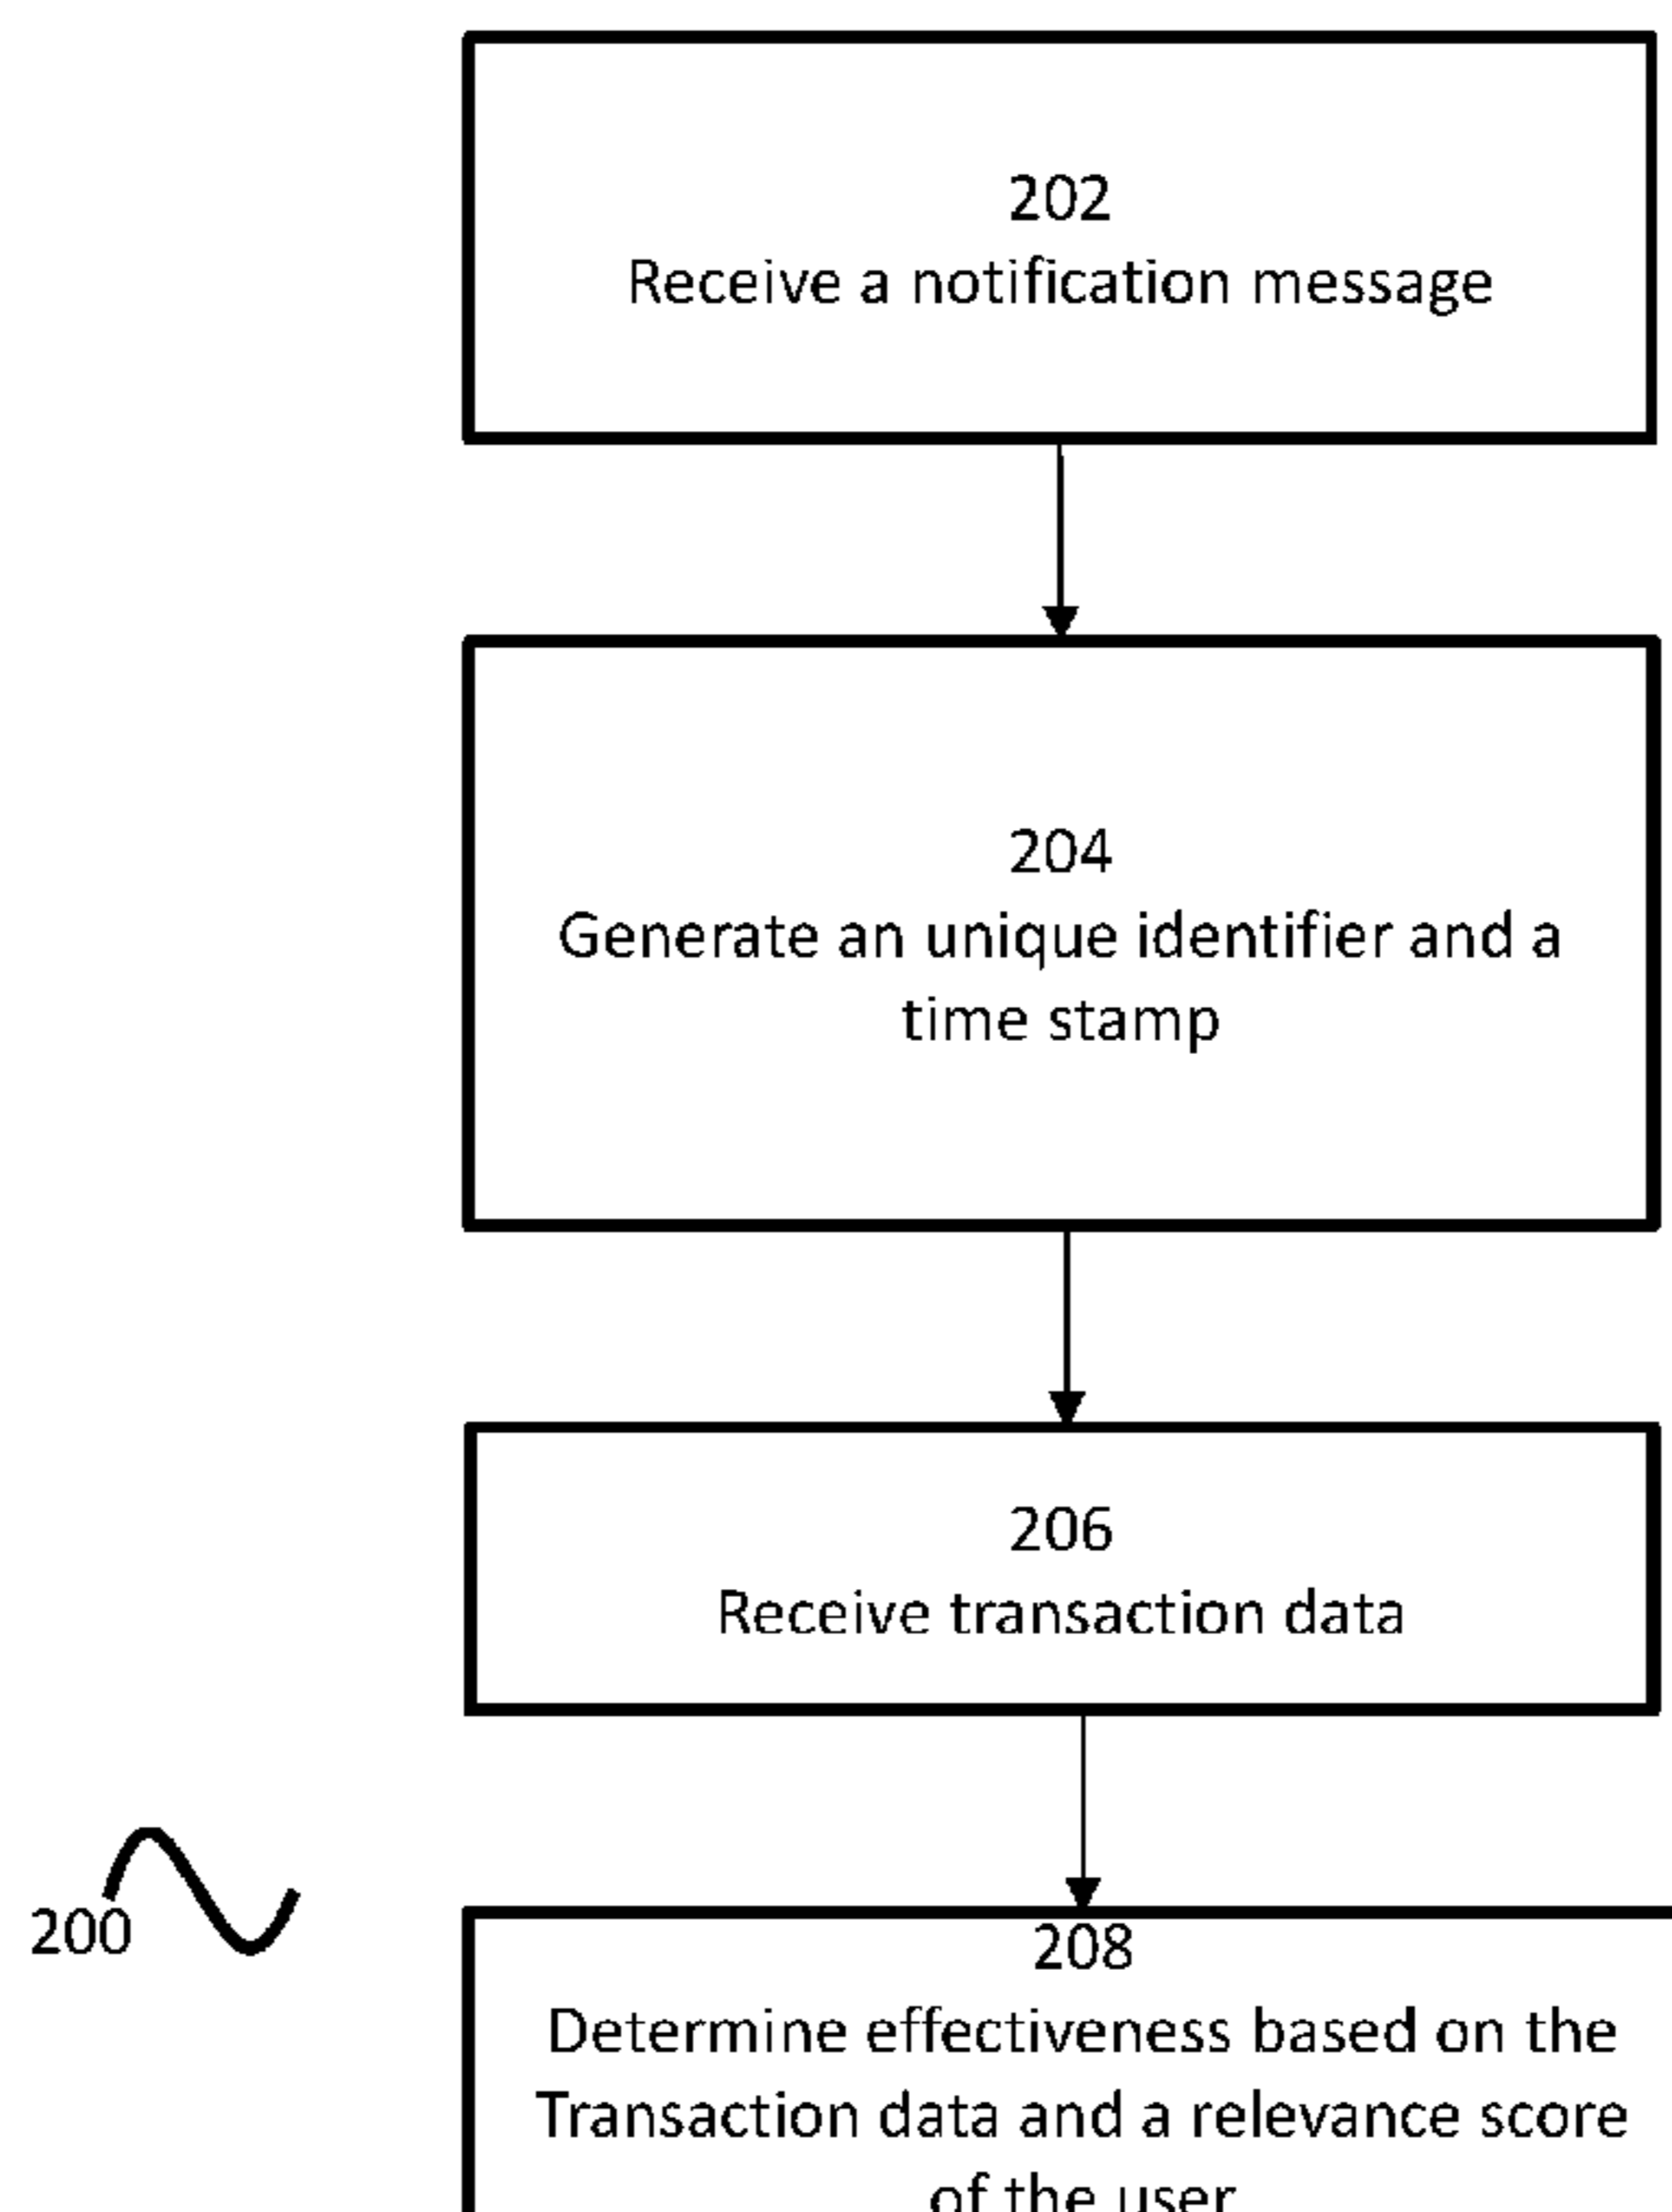 202
Receive a notification message
204
Generate an unique identifier and a
time stamp
206
Receive transaction data
200
208
Determine effectiveness based on the
Transaction data and a relevance score
of the user